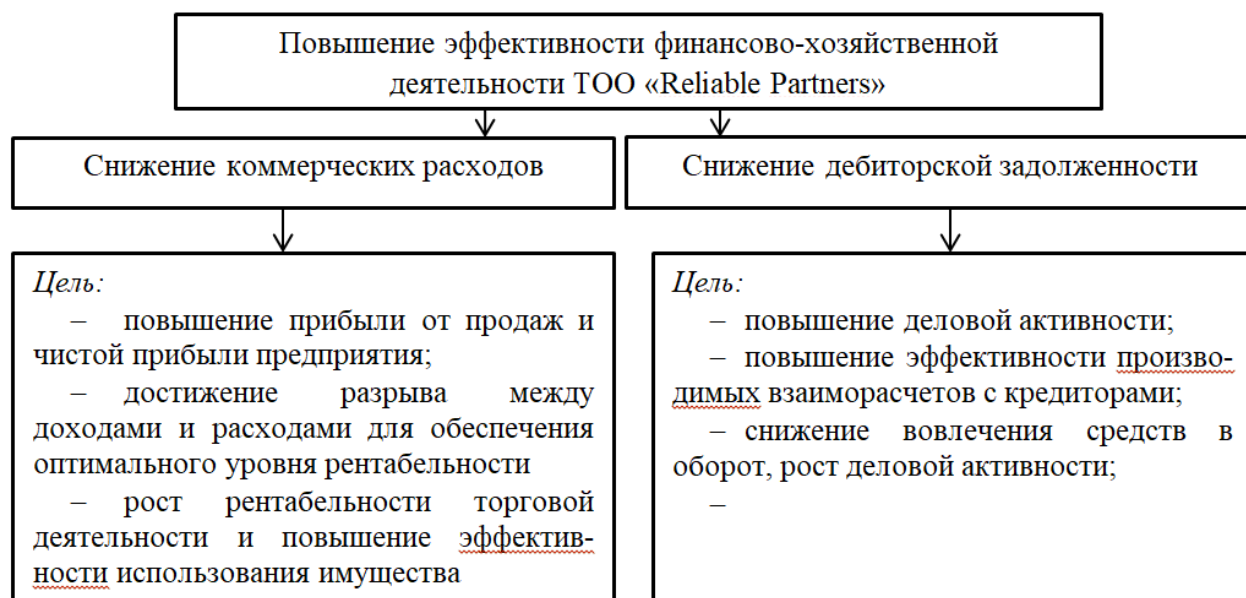 Повышение эффективности финансово-хозяйственной
деятельности ТОО «Reliable Partners»
Снижение коммерческих расходов
Снижение дебиторской задолженности
Цель:
– повышение прибыли от продаж и
чистой прибыли предприятия;
– достижение разрыва между
доходами и расходами для обеспечения
оптимального уровня рентабельности
– рост рентабельности торговой
деятельности и повышение эффектив-
ности использования имущества
Цель:
– повышение деловой активности;
– повышение эффективности произво-
димых взаиморасчетов с кредиторами;
– снижение вовлечения средств в
оборот, рост деловой активности;
–